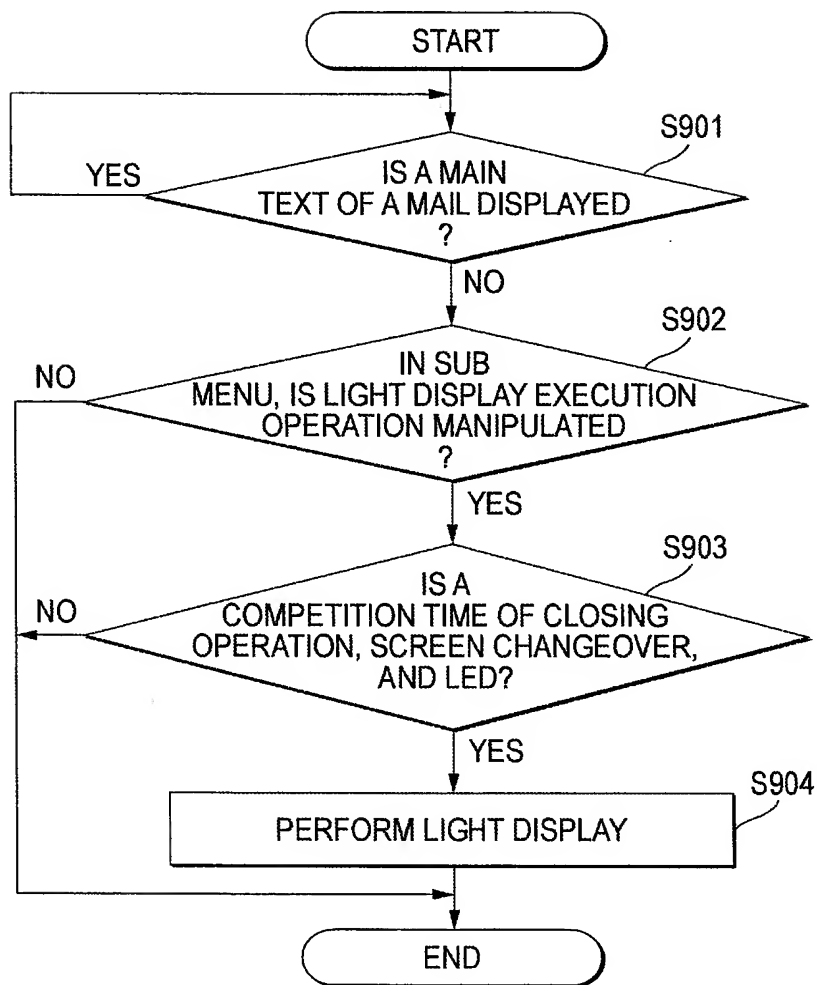 START
S901
YES
IS A MAIN
TEXT OF A MAIL DISPLAYED
?
NO
S902
NO
IN SUB
MENU, IS LIGHT DISPLAY EXECUTION
OPERATION MANIPULATED
?
YES
S903
NO
IS A
COMPETITION TIME OF CLOSING
OPERATION, SCREEN CHANGEOVER,
AND LED?
YES
S904
PERFORM LIGHT DISPLAY
END